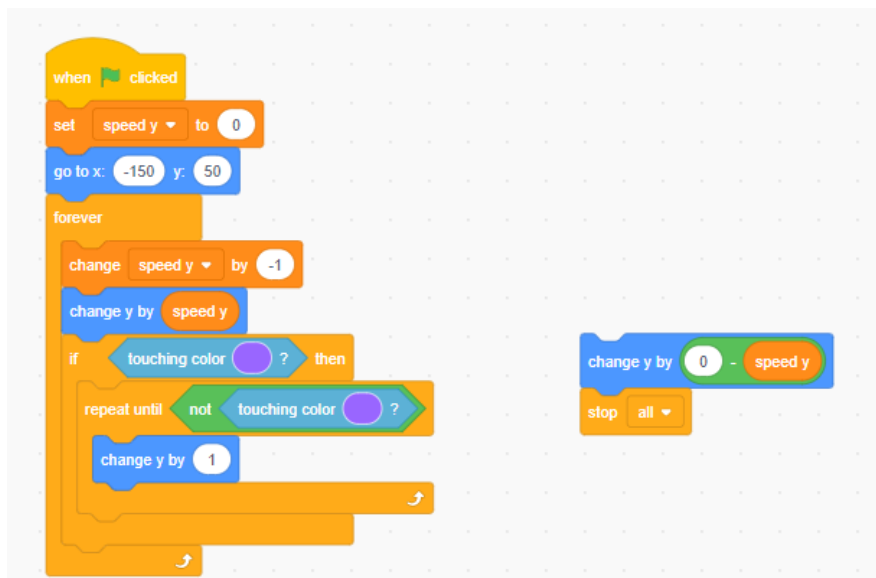 when clicked
set speed y to 0
go to x: -150 y: 50
forever
change speed y by -1
change y by speed y
if touching color ? then
repeat until not touching color ?
change y by 1
change y by 0 - speed y
stop all